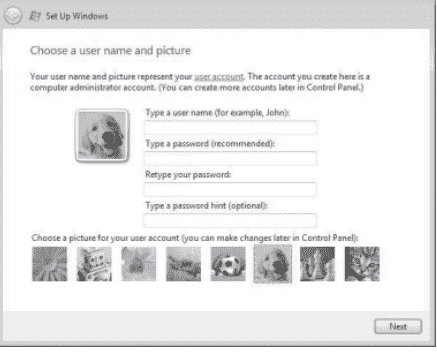 Set Up Windows
Choose a user name and picture
Your user name and picture represent your user account. The account you create here is a
computer administrator account. (You can create more accounts later in Control Panel.)
Type a user name (for example, John):
Type a password (recommended):
Retype your password:
Type a password hint (optional):
Choose a picture for your user account (you can make changes later in Control Panel):
Next